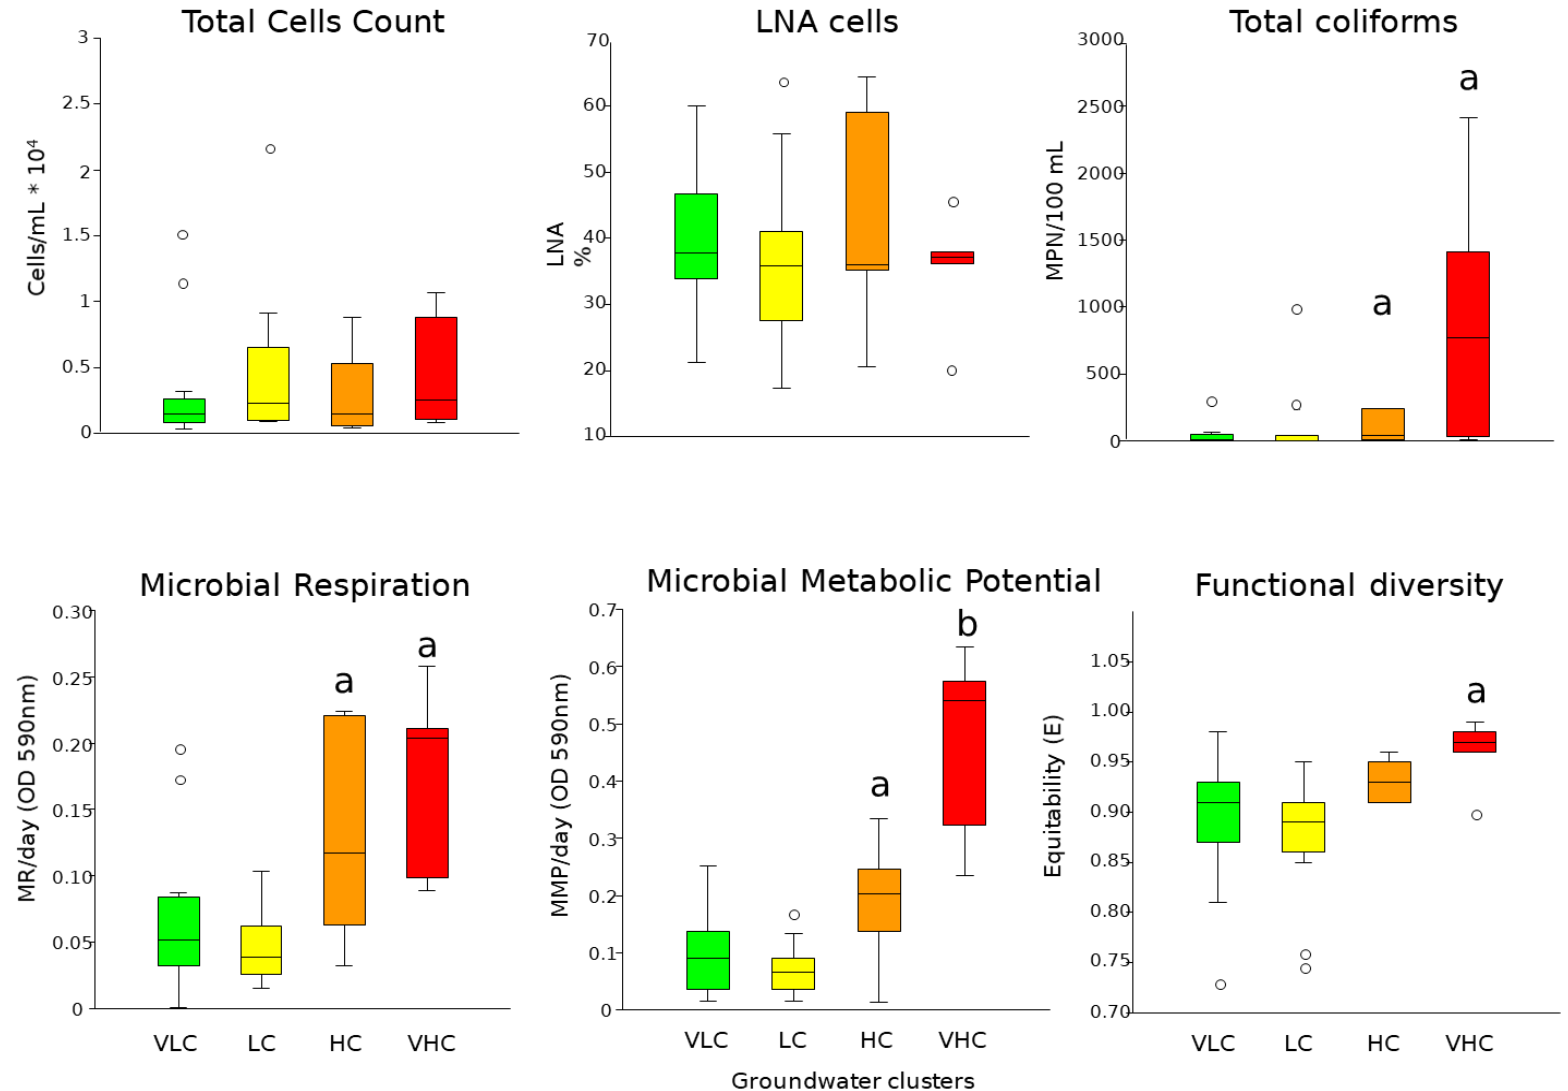 Total Cells Count
3
2.5
2
1.5
1
0.5
0
Cells/mL * 10⁴
LNA cells
70
60
50
40
30
20
10
LNA
%
Total coliforms
3000
2500
2000
1500
1000
500
0
MPN/100 mL
a
a
Microbial Respiration
0.30
0.25
0.20
0.15
0.10
0.05
0
MR/day (OD 590nm)
a
a
VLC LC HC VHC
Microbial Metabolic Potential
0.7
0.6
0.5
0.4
0.3
0.2
0.1
0
MMP/day (OD 590nm)
a
b
VLC LC HC VHC
Groundwater clusters
Functional diversity
1.05
1.00
0.95
0.90
0.85
0.80
0.75
0.70
Equitability (E)
a
VLC LC HC VHC